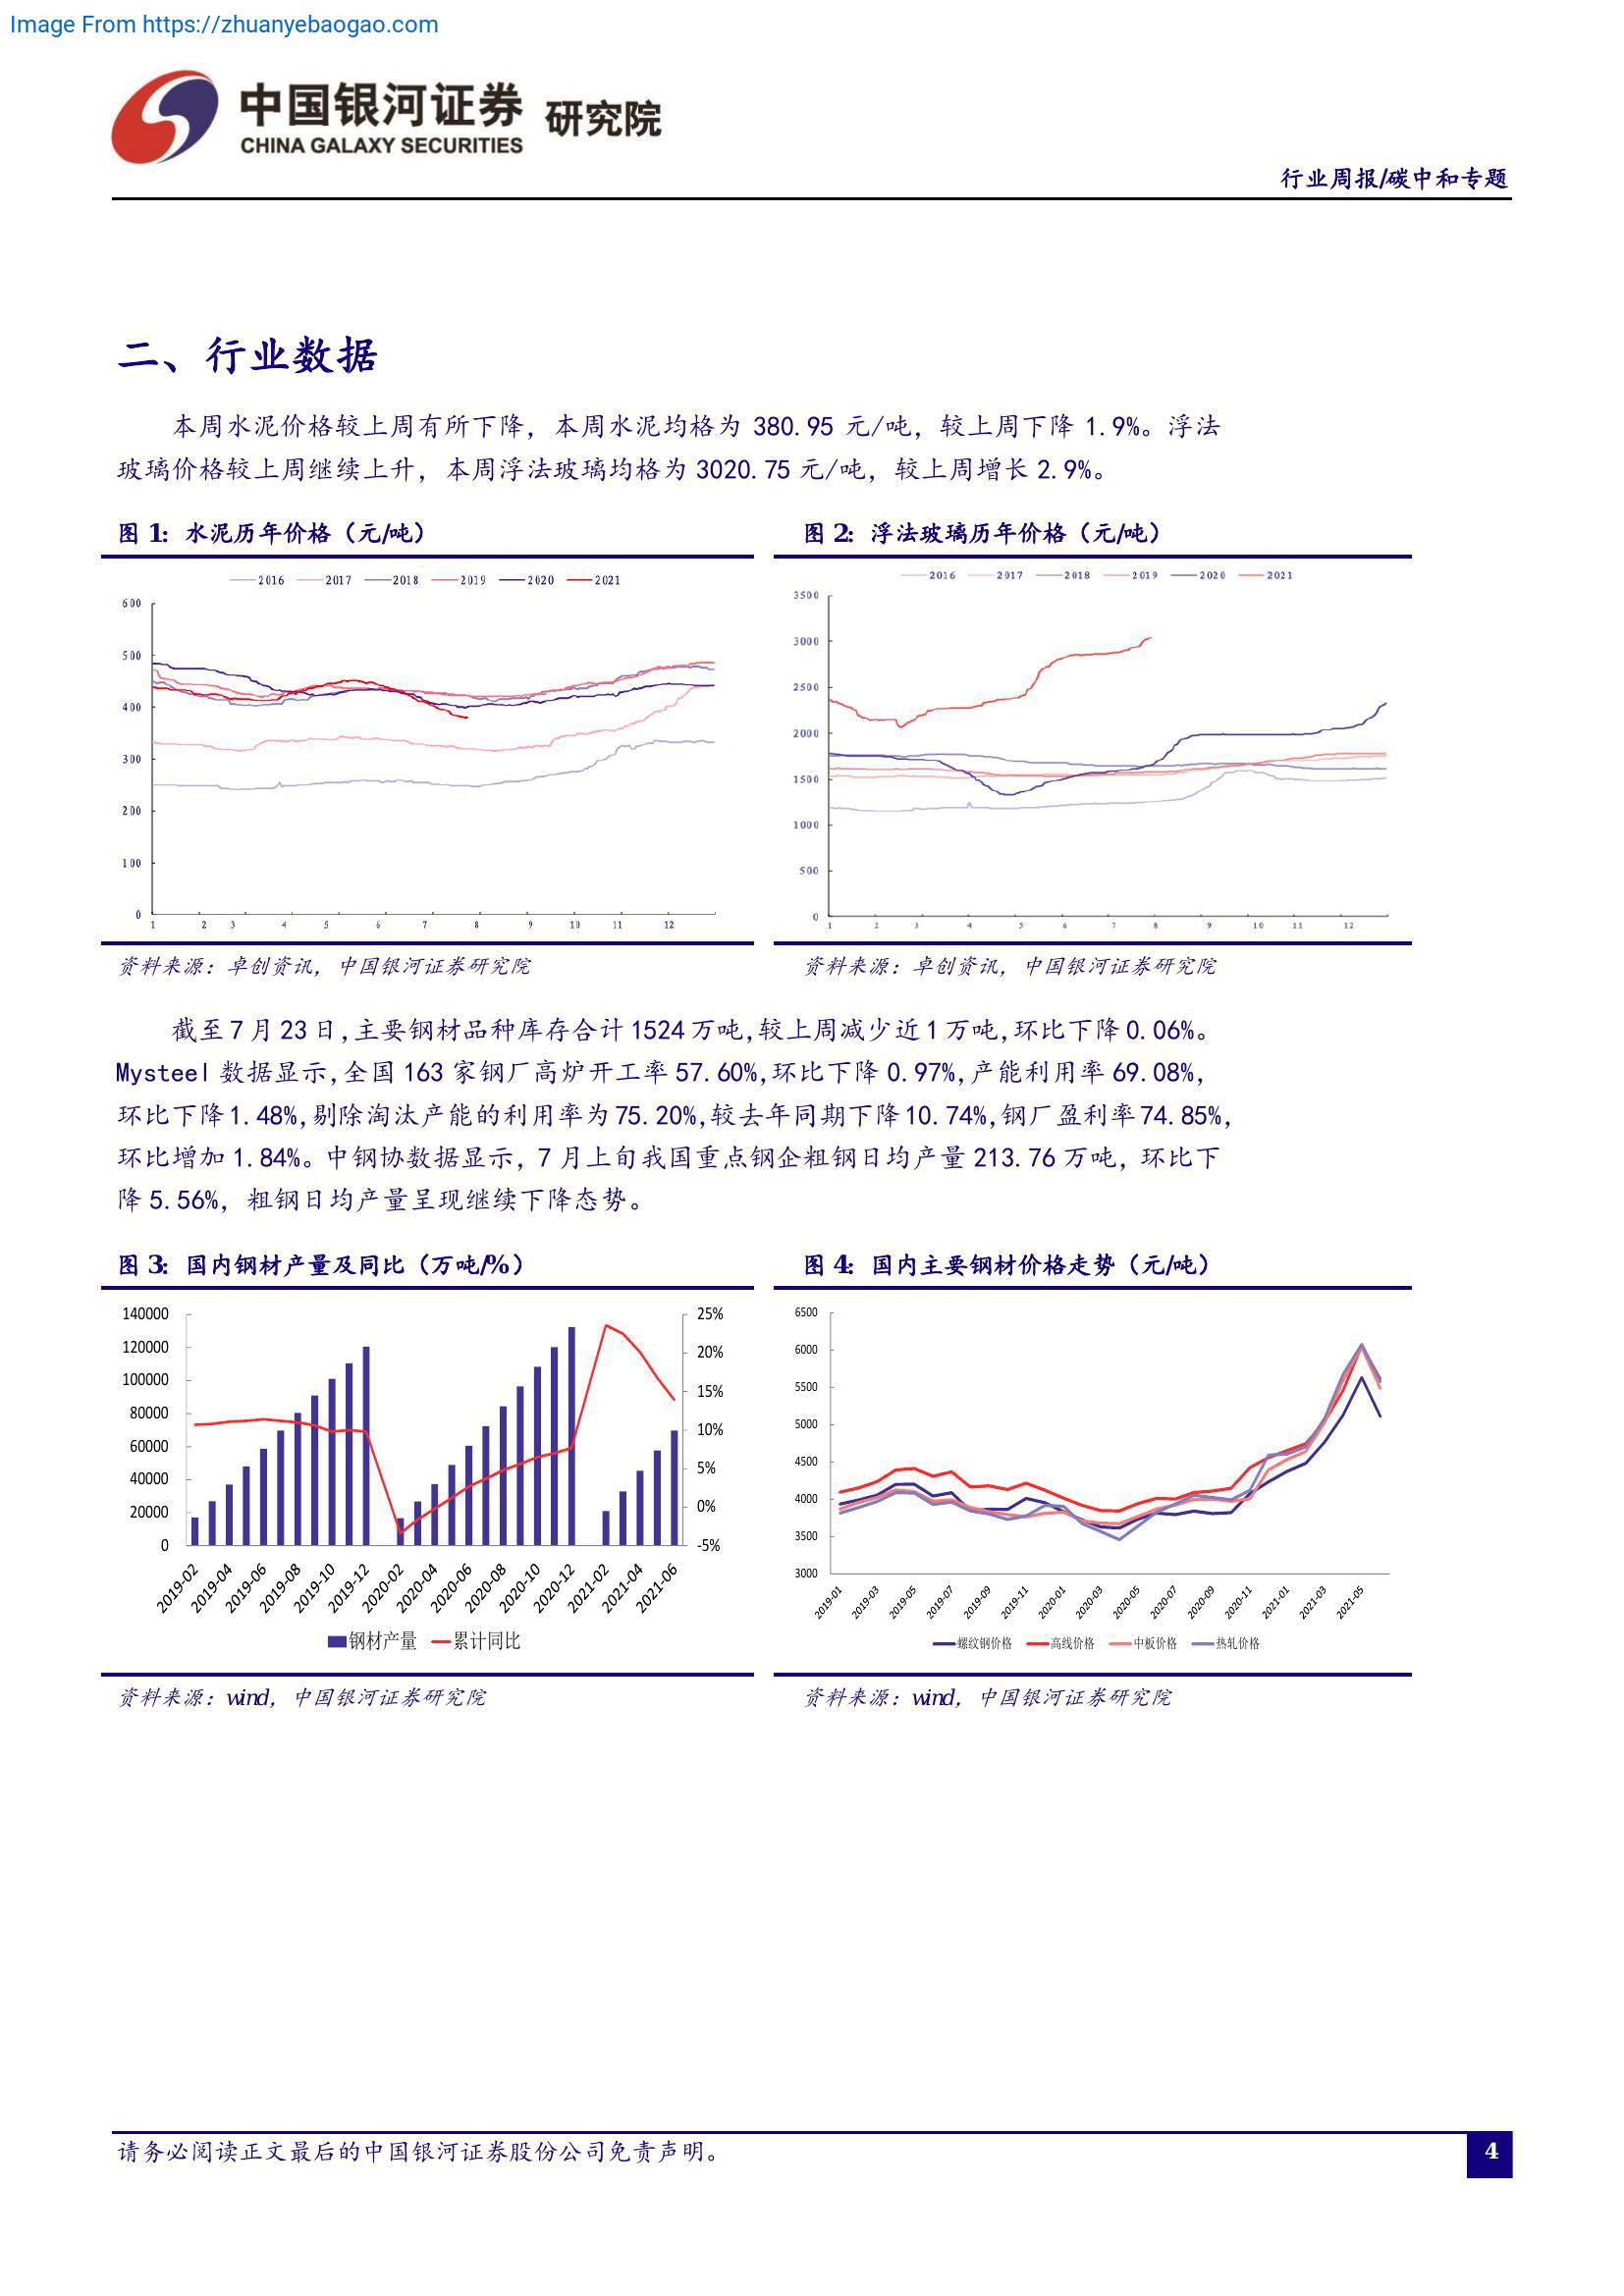 Image From https://zhuanyebaogao.com
中国银河证券 研究院
CHINA GALAXY SECURITIES
行业周报/碳中和专题
二、行业数据
本周水泥价格较上周有所下降，本周水泥均格为 380.95 元/吨，较上周下降 1.9%。浮法
玻璃价格较上周继续上升，本周浮法玻璃均格为 3020.75 元/吨，较上周增长 2.9%。
图 1：水泥历年价格（元/吨）
2016 2017 2018 2019 2020 2021
600
500
400
300
200
100
0
1 2 3 4 5 6 7 8 9 10 11 12
资料来源：卓创资讯，中国银河证券研究院
图 2：浮法玻璃历年价格（元/吨）
2016 2017 2018 2019 2020 2021
3500
3000
2500
2000
1500
1000
500
0
1 2 3 4 5 6 7 8 9 10 11 12
资料来源：卓创资讯，中国银河证券研究院
截至 7 月 23 日,主要钢材品种库存合计 1524 万吨,较上周减少近 1 万吨,环比下降 0.06%。
Mysteel 数据显示,全国 163 家钢厂高炉开工率 57.60%,环比下降 0.97%,产能利用率 69.08%,
环比下降 1.48%,剔除淘汰产能的利用率为 75.20%,较去年同期下降 10.74%,钢厂盈利率 74.85%,
环比增加 1.84%。中钢协数据显示，7 月上旬我国重点钢企粗钢日均产量 213.76 万吨，环比下
降 5.56%，粗钢日均产量呈现继续下降态势。
图 3：国内钢材产量及同比（万吨/%）
140000
120000
100000
80000
60000
40000
20000
0
25%
20%
15%
10%
5%
0%
-5%
2019-02 2019-04 2019-06 2019-08 2019-10 2019-12 2020-02 2020-04 2020-06 2020-08 2020-10 2020-12 2021-02 2021-04 2021-06
钢材产量 累计同比
资料来源：wind，中国银河证券研究院
图 4：国内主要钢材价格走势（元/吨）
6500
6000
5500
5000
4500
4000
3500
3000
2019-01 2019-03 2019-05 2019-07 2019-09 2019-11 2020-01 2020-03 2020-05 2020-07 2020-09 2020-11 2021-01 2021-03 2021-05
螺纹钢价格 高线价格 中板价格 热轧价格
资料来源：wind，中国银河证券研究院
请务必阅读正文最后的中国银河证券股份公司免责声明。
4